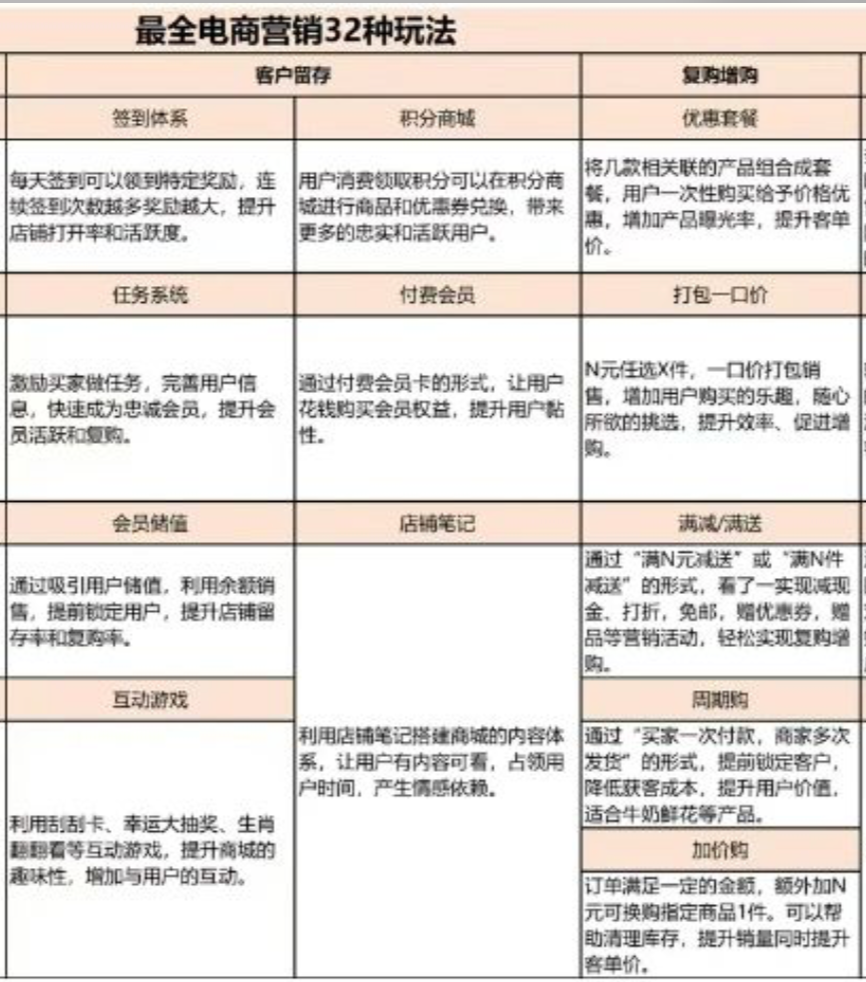 最全电商营销32种玩法
客户留存
复购增购
签到体系
积分商城
优惠套餐
每天签到可以领到特定奖励，连
续签到次数越多奖励越大，提升
店铺打开率和活跃度。
用户消费领取积分可以在积分商
城进行商品和优惠券兑换，带来
更多的忠实和活跃用户。
将几款相关联的产品组合成套
餐，用户一次性购买给予价格优
惠，增加产品曝光率，提升客单
价。
任务系统
付费会员
打包一口价
激励买家做任务，完善用户信
息，快速成为忠诚会员，提升会
员活跃和复购。
通过付费会员卡的形式，让用户
花钱购买会员权益，提升用户黏
性。
N元任选X件，一口价打包销
售，增加用户购买的乐趣，随心
所欲的挑选，提升效率、促进增
购。
会员储值
店铺笔记
满减/满送
通过吸引用户储值，利用余额销
售，提前锁定用户，提升店铺留
存率和复购率。
利用店铺笔记搭建商城的内容体
系，让用户有内容可看，占领用
户时间，产生情感依赖。
通过“满N元减送”或“满N件
减送”的形式，看了一实现减现
金、打折，免邮，赠优惠券，赠
品等营销活动，轻松实现复购增
购。
互动游戏
周期购
利用刮刮卡、幸运大抽奖、生肖
翻翻看等互动游戏，提升商城的
趣味性，增加与用户的互动。
通过“买家一次付款，商家多次
发货”的形式，提前锁定客户，
降低获客成本，提升用户价值，
适合牛奶鲜花等产品。
加价购
订单满足一定的金额，额外加N
元可换购指定商品1件。可以帮
助清理库存，提升销量同时提升
客单价。